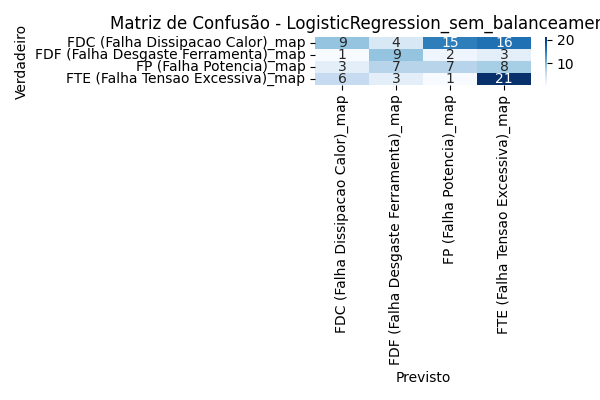 Matriz de Confusão - LogisticRegression_sem_balanceamen
Verdadeiro
FDC (Falha Dissipacao Calor)_map 9 4 15 16
FDF (Falha Desgaste Ferramenta)_map 1 9 2 3
FP (Falha Potencia)_map 3 7 7 8
FTE (Falha Tensao Excessiva)_map 6 3 1 21
20
10
FDC (Falha Dissipacao Calor)_map
FDF (Falha Desgaste Ferramenta)_map
FP (Falha Potencia)_map
FTE (Falha Tensao Excessiva)_map
Previsto